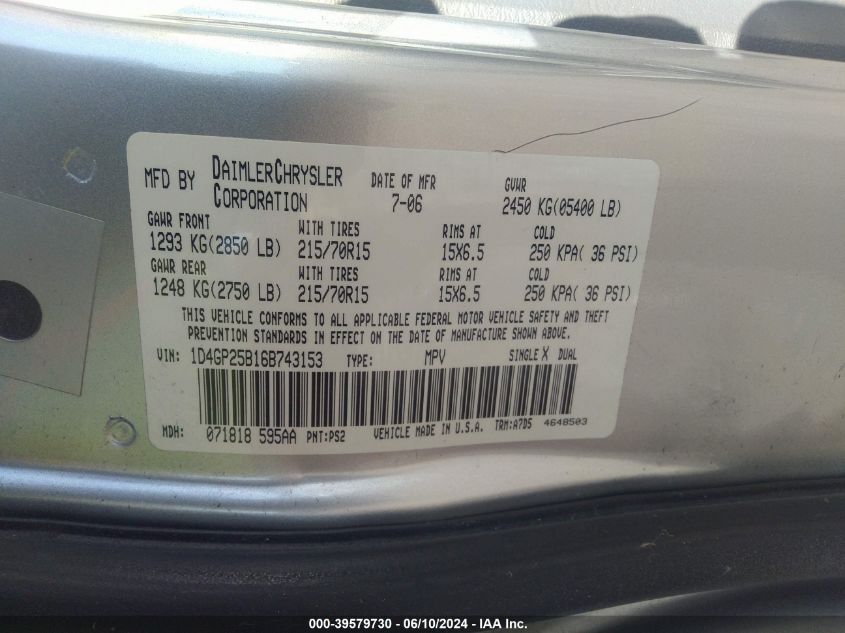 MFD BY DAIMLERCHRYSLER CORPORATION DATE OF MFR 7-06 GVWR 2450 KG(05400 LB)
GAWR FRONT WITH TIRES RIMS AT COLD
1293 KG(2850 LB) 215/70R15 15X6.5 250 KPA( 36 PSI)
GAWR REAR WITH TIRES RIMS AT COLD
1248 KG(2750 LB) 215/70R15 15X6.5 250 KPA( 36 PSI)
THIS VEHICLE CONFORMS TO ALL APPLICABLE FEDERAL MOTOR VEHICLE SAFETY AND THEFT
PREVENTION STANDARDS IN EFFECT ON THE DATE OF MANUFACTURE SHOWN ABOVE.
VIN: 1D4GP25B16B743153 TYPE: MPV SINGLE X DUAL
MDH: 071818 595AA PNT:PS2 VEHICLE MADE IN U.S.A. TRM:A7D5 4648503
000-39579730 - 06/10/2024 - IAA Inc.